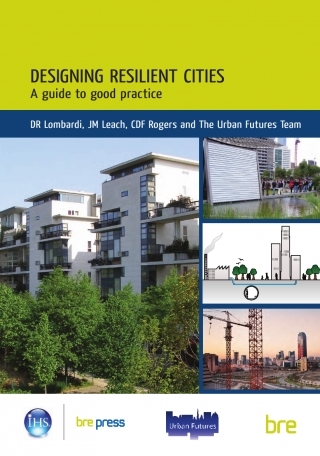 DESIGNING RESILIENT CITIES
A guide to good practice
DR Lombardi, JM Leach, CDF Rogers and The Urban Futures Team
IHS
bre press
Urban Futures
bre